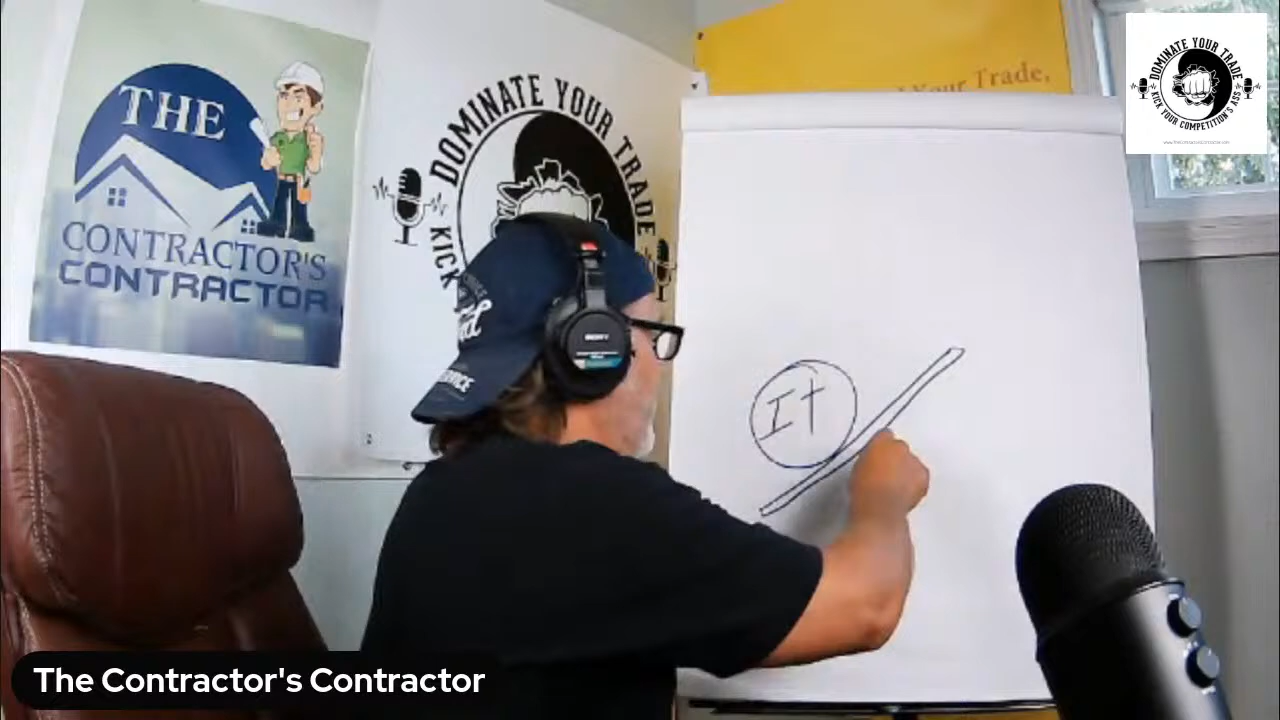 THE
CONTRACTOR'S
CONTRACTOR
DOMINATE YOUR TRADE
KICK
Your Trade,
DOMINATE YOUR TRADE
KICK YOUR COMPETITION'S ASS
SONY
It
The Contractor's Contractor